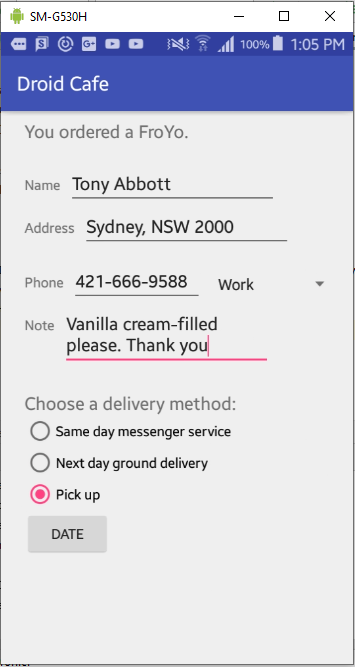 SM-G530H
100% 1:05 PM
Droid Cafe
You ordered a FroYo.
Name Tony Abbott
Address Sydney, NSW 2000
Phone 421-666-9588 Work
Note Vanilla cream-filled
please. Thank you
Choose a delivery method:
Same day messenger service
Next day ground delivery
Pick up
DATE